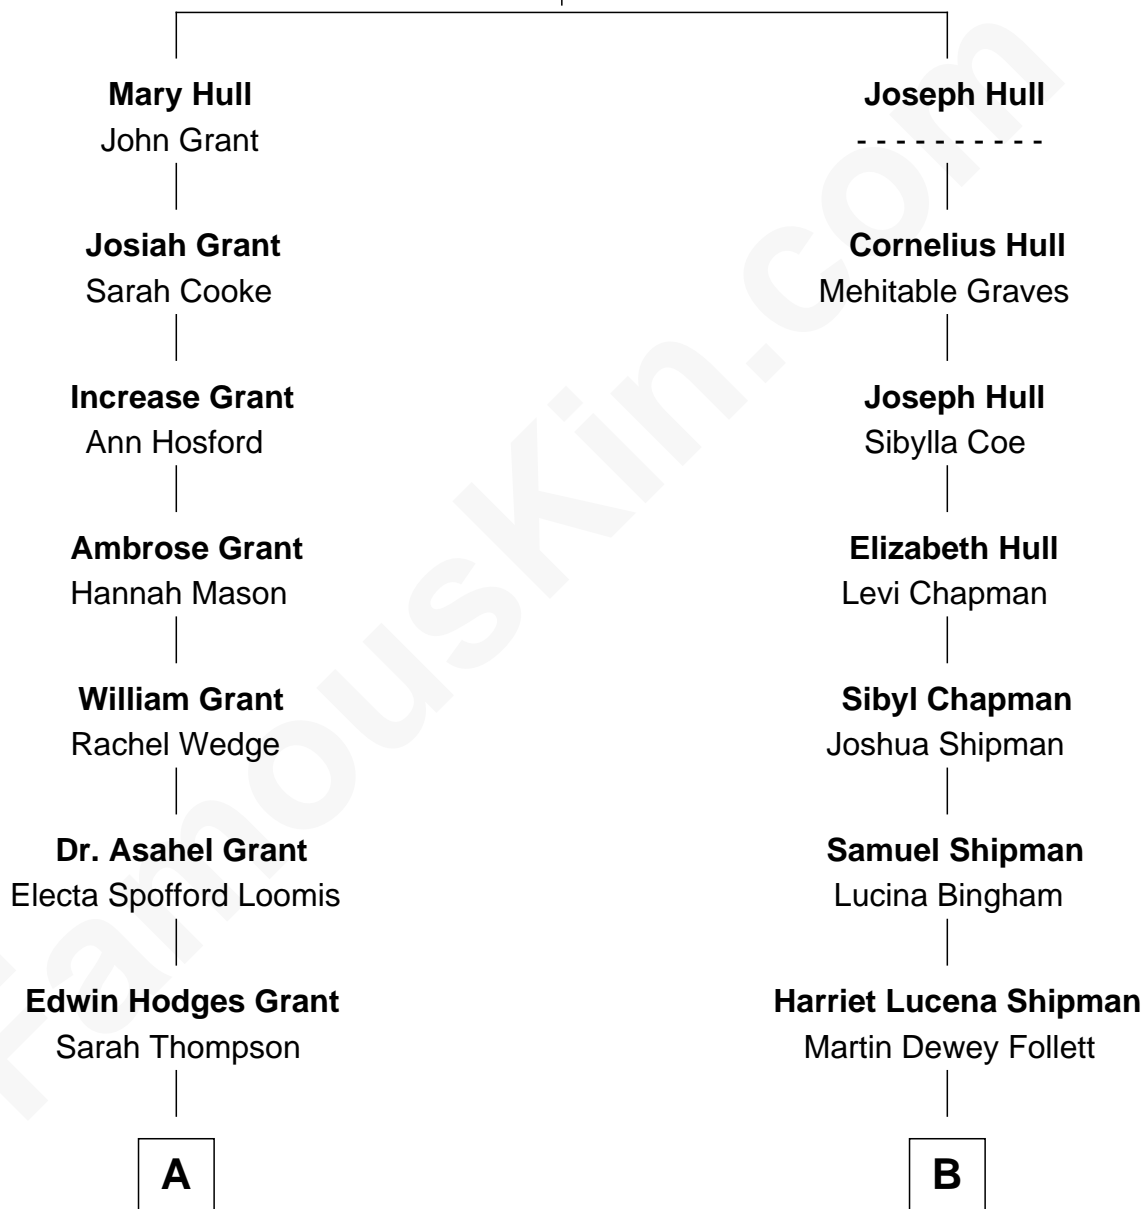 Mary Hull
John Grant
Josiah Grant
Sarah Cooke
Increase Grant
Ann Hosford
Ambrose Grant
Hannah Mason
William Grant
Rachel Wedge
Dr. Asahel Grant
Electa Spofford Loomis
Edwin Hodges Grant
Sarah Thompson
A
Joseph Hull
- - - - - - - - - -
Cornelius Hull
Mehitable Graves
Joseph Hull
Sibylla Coe
Elizabeth Hull
Levi Chapman
Sibyl Chapman
Joshua Shipman
Samuel Shipman
Lucina Bingham
Harriet Lucena Shipman
Martin Dewey Follett
B
FamousKin.com